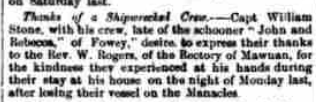 on Saturday last.
Thanks of a Shipwrecked Crew.—Capt William
Stone, with his crew, late of the schooner "John and
Rebecca," of Fowey," desire, to express their thanks
to the Rev. W. Rogers, of the Rectory of Mawnan, for
the kindness they experienced at his hands during
their stay at his house on the night of Monday last,
after losing their vessel on the Manacles.